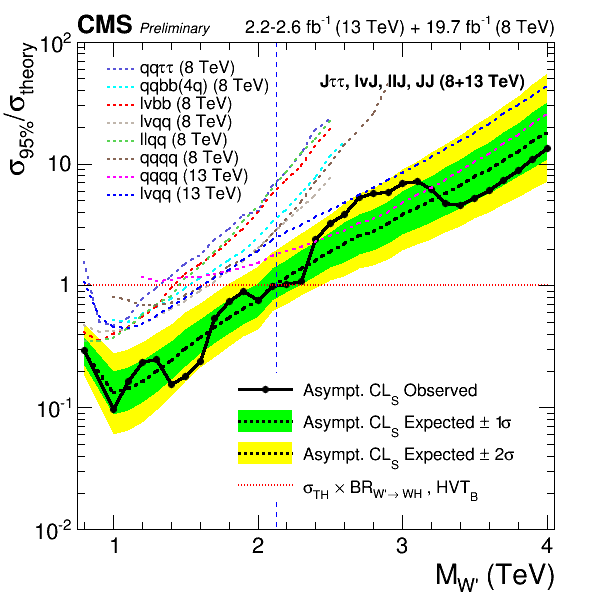 CMS Preliminary 2.2-2.6 fb⁻¹ (13 TeV) + 19.7 fb⁻¹ (8 TeV)
σ95%/σtheory
10²
10
1
10⁻¹
10⁻²
qqττ (8 TeV)
qqbb(4q) (8 TeV)
lvbb (8 TeV)
lvqq (8 TeV)
llqq (8 TeV)
qqqq (8 TeV)
qqqq (13 TeV)
lvqq (13 TeV)
Jττ, lvJ, llJ, JJ (8+13 TeV)
Asympt. CLS Observed
Asympt. CLS Expected ± 1σ
Asympt. CLS Expected ± 2σ
σTH × BRW'→ WH , HVTB
1 2 3 4
MW' (TeV)